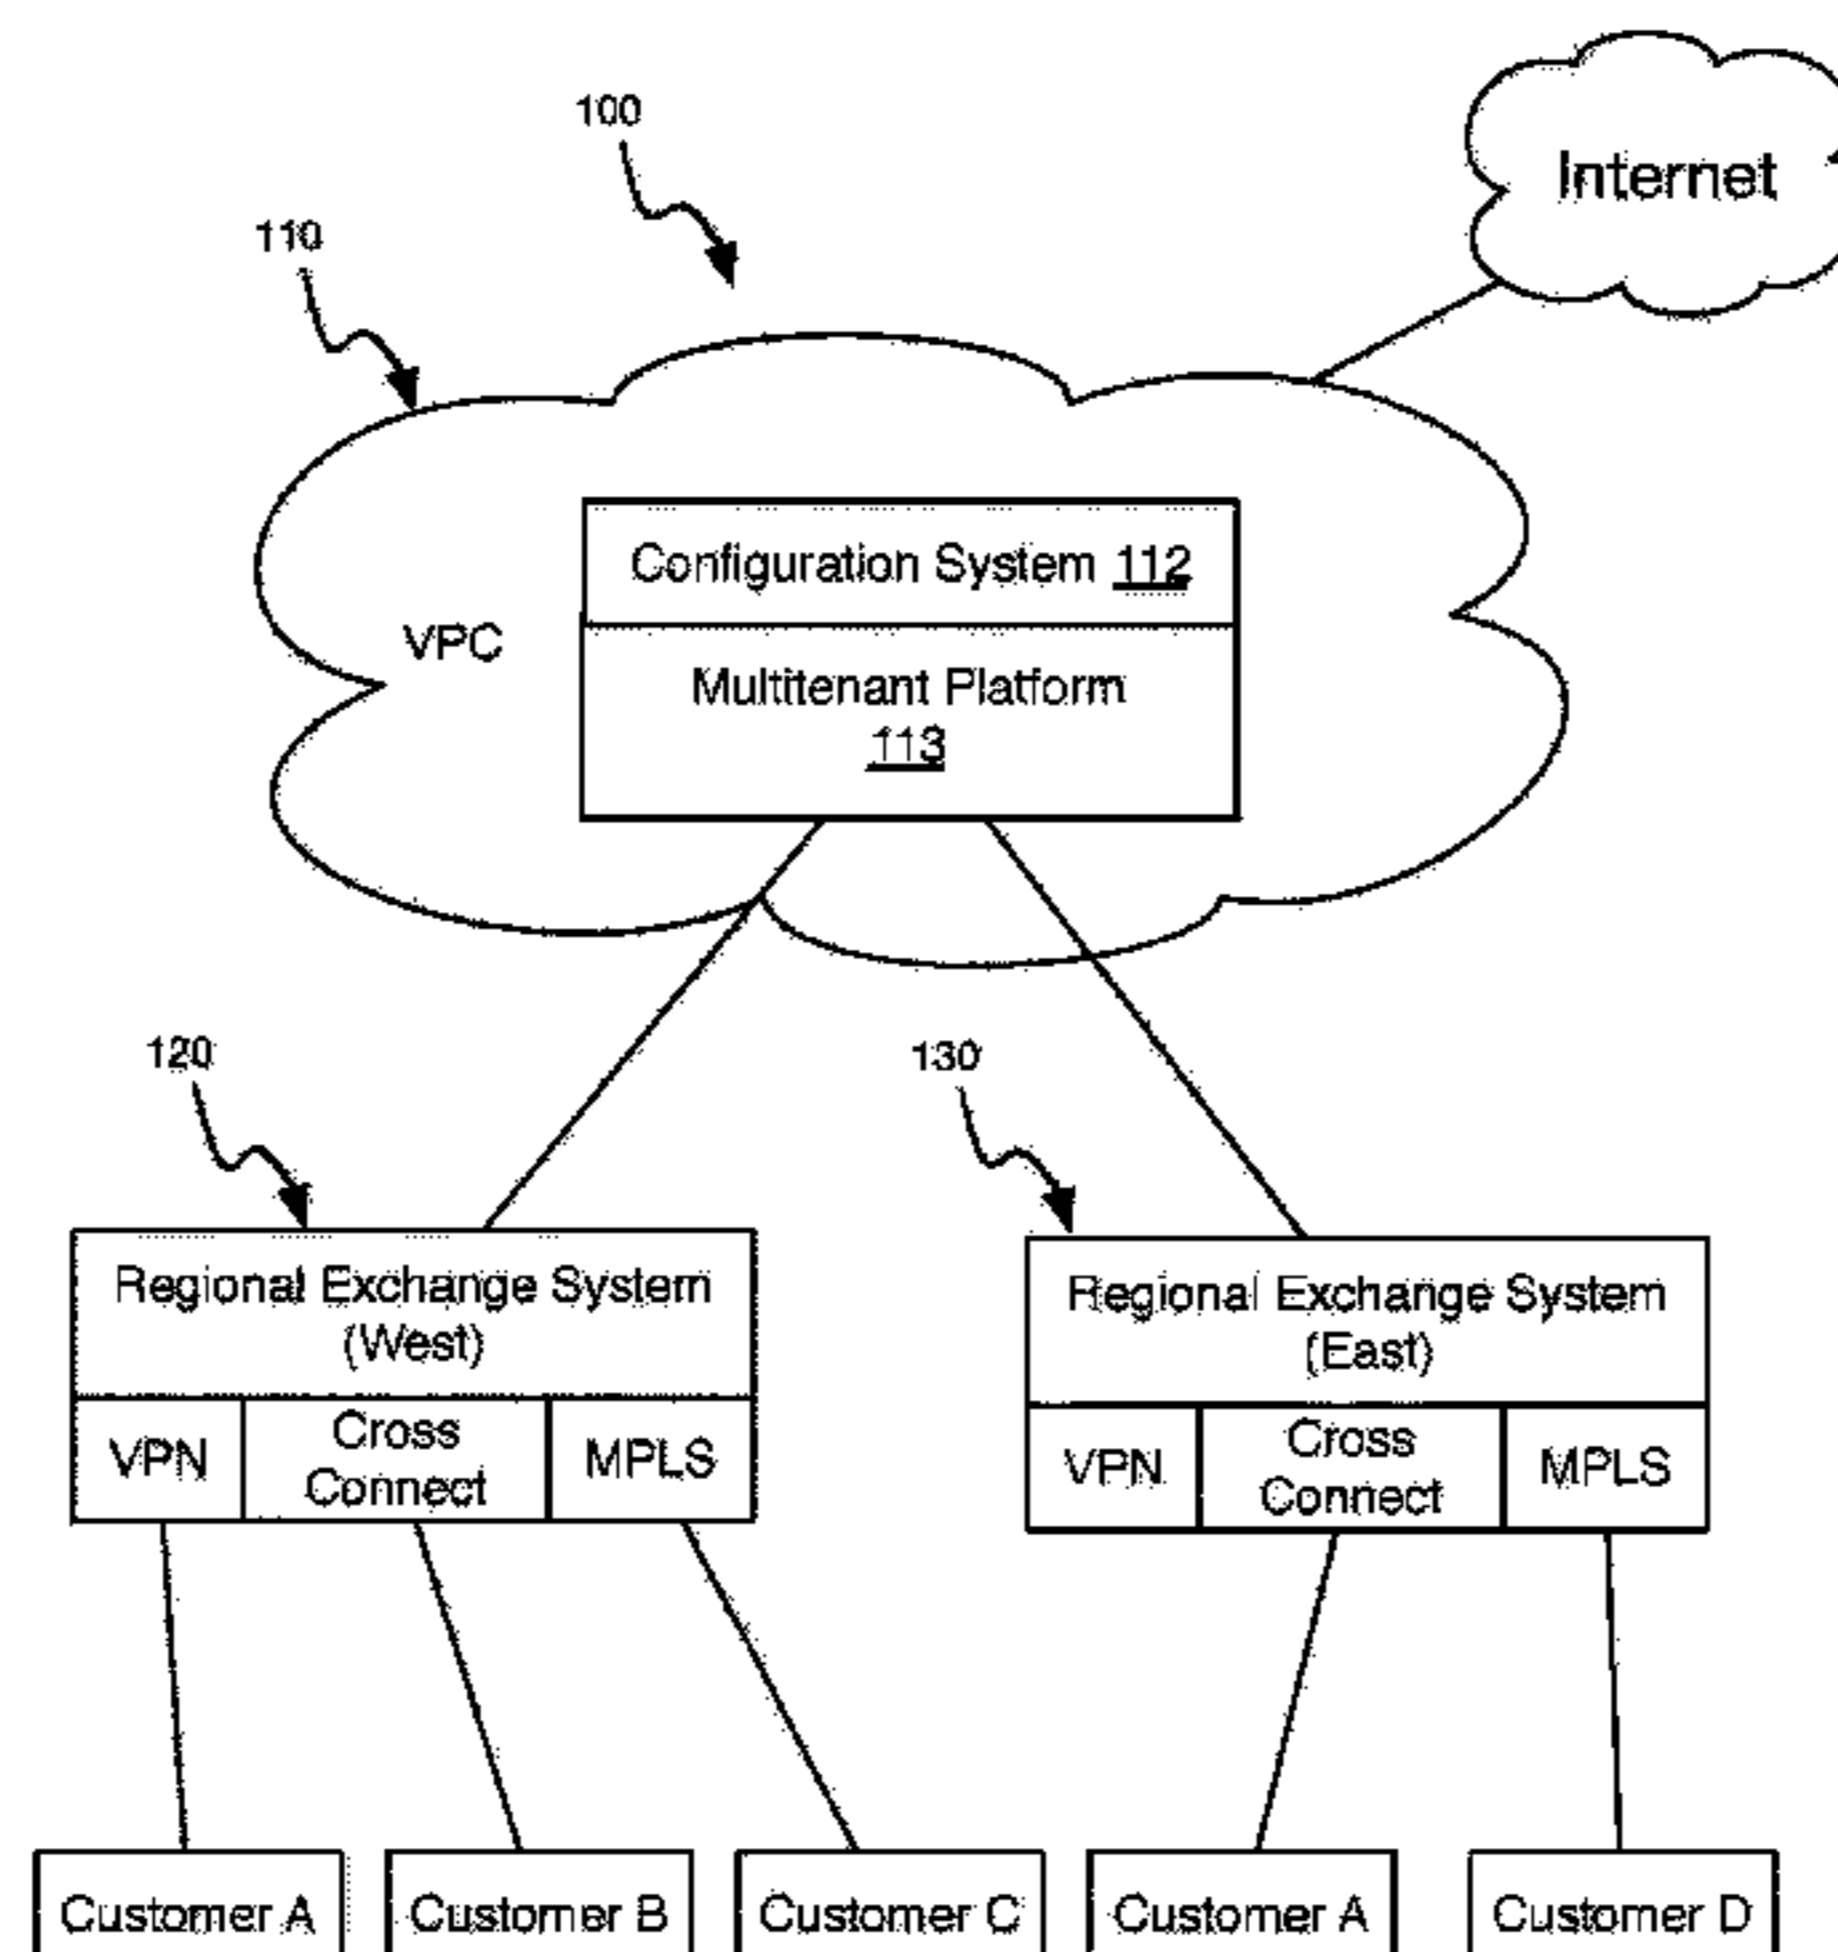 100
Internet
110
Configuration System 112
VPC
Multitenant Platform
113
120
130
Regional Exchange System
(West)
VPN
Cross
Connect
MPLS
Regional Exchange System
(East)
VPN
Cross
Connect
MPLS
Customer A
Customer B
Customer C
Customer A
Customer D